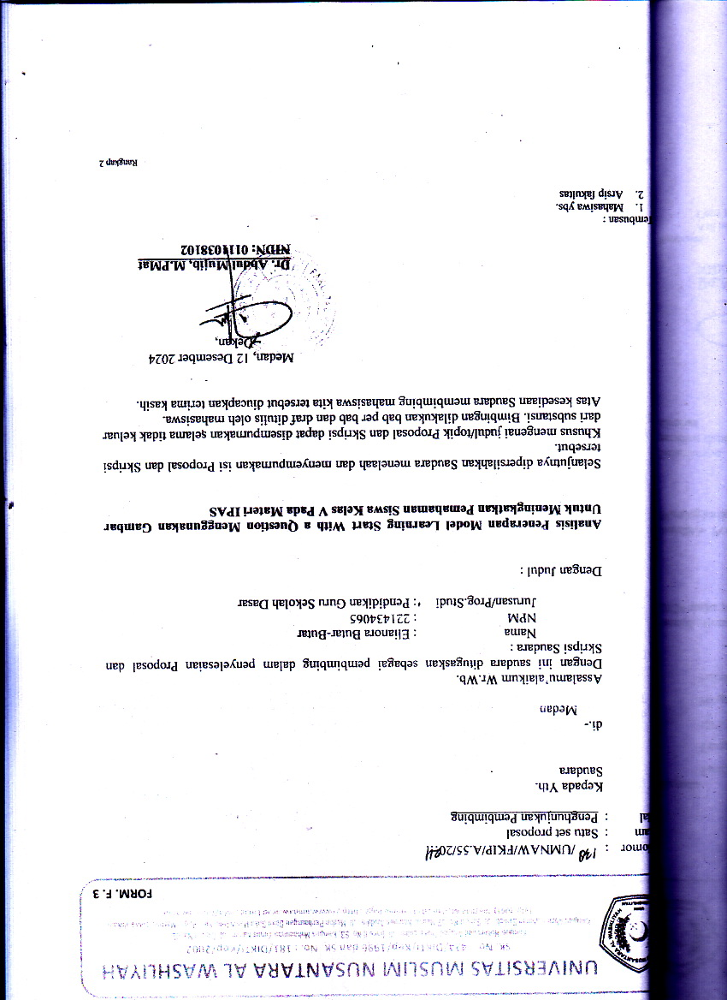 UNIVERSITAS MUSLIM NUSANTARA AL WASHLIYAH
SK. No. : 424/Dikti/Kep/1996 dan SK. No. : 181/DIKTI/Kep/2002
FORM. F. 3
omor : /UMNAW/FKIP/A.55/2024
am : Satu set proposal
al : Penghunjukan Pembimbing
Kepada Yth.
Saudara
di.-
Medan
Assalamu'alaikum Wr.Wb.
Dengan ini saudara ditugaskan sebagai pembimbing dalam penyelesaian Proposal dan
Skripsi Saudara :
Nama : Elianora Butar-Butar
NPM : 221434065
Jurusan/Prog.Studi : Pendidikan Guru Sekolah Dasar
Dengan Judul :
Analisis Penerapan Model Learning Start With a Question Menggunakan Gambar
Untuk Meningkatkan Pemahaman Siswa Kelas V Pada Materi IPAS
Selanjutnya dipersilahkan Saudara menelaah dan menyempurnakan isi Proposal dan Skripsi
tersebut.
Khusus mengenai judul/topik Proposal dan Skripsi dapat disempurnakan selama tidak keluar
dari substansi. Bimbingan dilakukan bab per bab dan draf ditulis oleh mahasiswa.
Atas kesediaan Saudara membimbing mahasiswa kita tersebut diucapkan terima kasih.
Medan, 12 Desember 2024
Dekan,
Dr. Abdul Mujib, M.PMat
NIDN: 0111038102
embusan :
1. Mahasiswa ybs.
2. Arsip fakultas
Rangkap 2